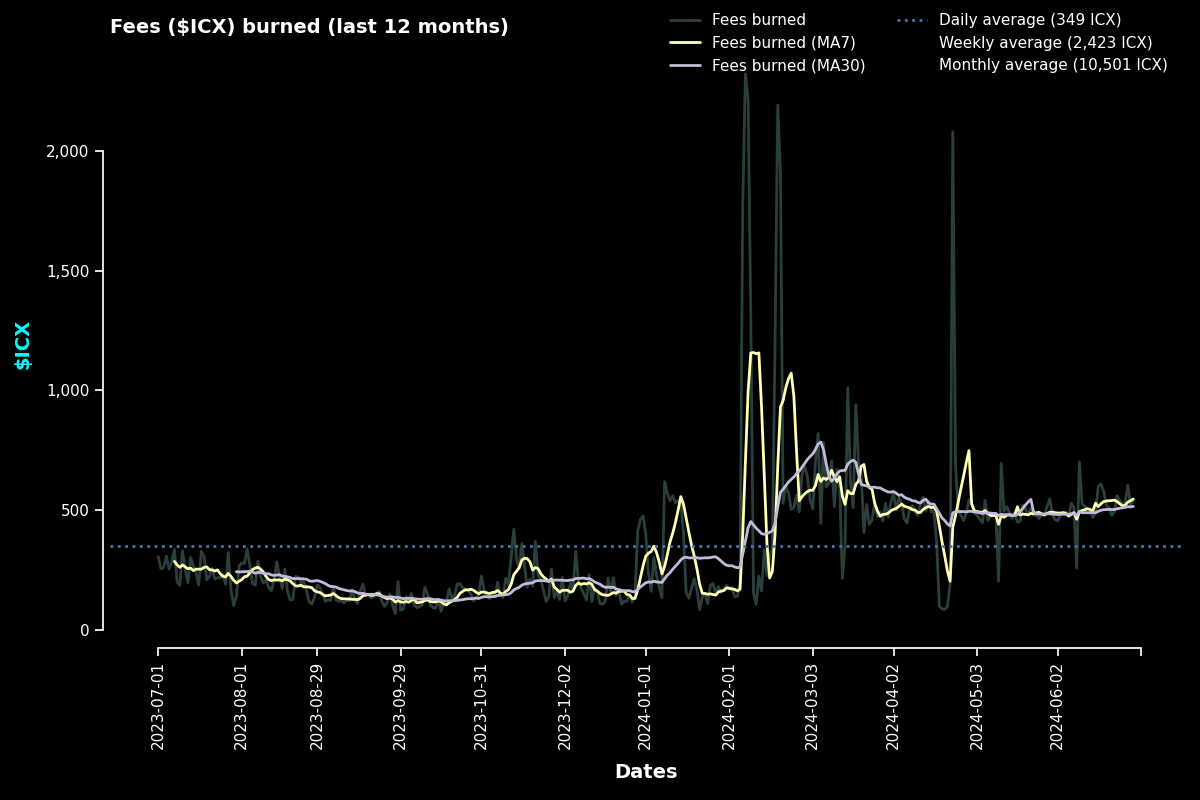 Fees ($ICX) burned (last 12 months)
Fees burned
Fees burned (MA7)
Fees burned (MA30)
Daily average (349 ICX)
Weekly average (2,423 ICX)
Monthly average (10,501 ICX)
$ICX
2,000
1,500
1,000
500
0
2023-07-01
2023-08-01
2023-08-29
2023-09-29
2023-10-31
2023-12-02
2024-01-01
2024-02-01
2024-03-03
2024-04-02
2024-05-03
2024-06-02
Dates